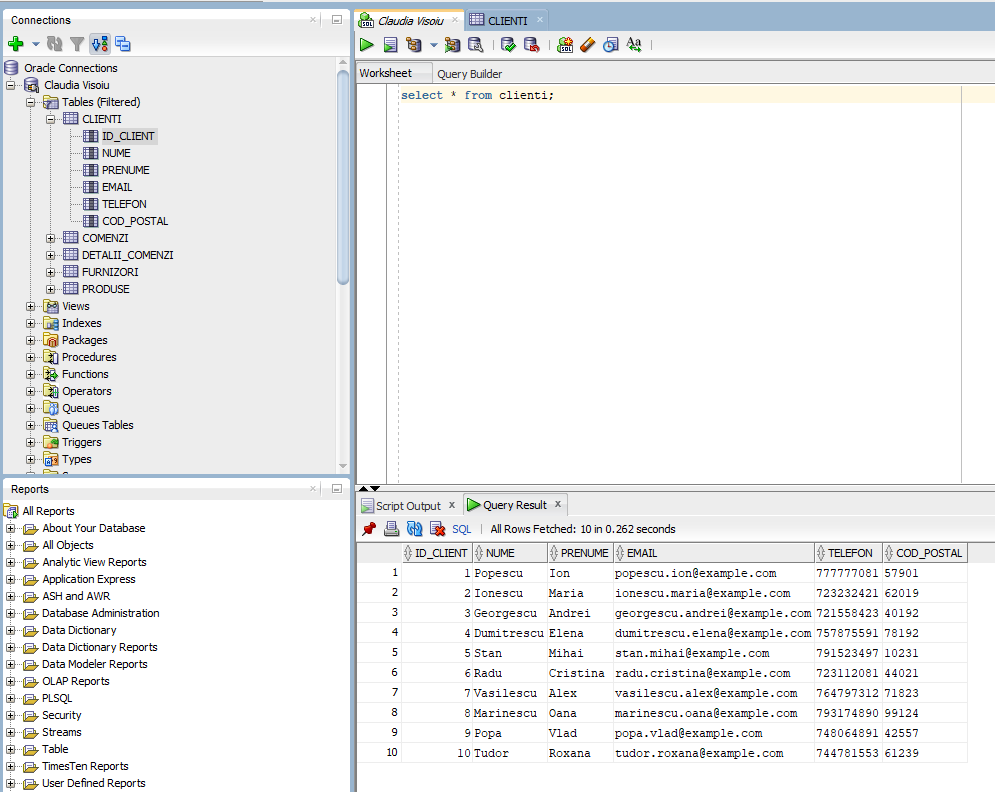 Connections
Oracle Connections
Claudia Visoiu
Tables (Filtered)
CLIENTI
ID_CLIENT
NUME
PRENUME
EMAIL
TELEFON
COD_POSTAL
COMENZI
DETALII_COMENZI
FURNIZORI
PRODUSE
Views
Indexes
Packages
Procedures
Functions
Operators
Queues
Queues Tables
Triggers
Types
Reports
All Reports
About Your Database
All Objects
Analytic View Reports
Application Express
ASH and AWR
Database Administration
Data Dictionary
Data Dictionary Reports
Data Modeler Reports
OLAP Reports
PLSQL
Security
Streams
Table
TimesTen Reports
User Defined Reports
Claudia Visoiu CLIENTI
Worksheet Query Builder
select * from clienti;
Script Output x Query Result x
SQL | All Rows Fetched: 10 in 0.262 seconds
ID_CLIENT NUME PRENUME EMAIL TELEFON COD_POSTAL
1 1 Popescu Ion popescu.ion@example.com 777777081 57901
2 2 Ionescu Maria ionescu.maria@example.com 723232421 62019
3 3 Georgescu Andrei georgescu.andrei@example.com 721558423 40192
4 4 Dumitrescu Elena dumitrescu.elena@example.com 757875591 78192
5 5 Stan Mihai stan.mihai@example.com 791523497 10231
6 6 Radu Cristina radu.cristina@example.com 723112081 44021
7 7 Vasilescu Alex vasilescu.alex@example.com 764797312 71823
8 8 Marinescu Oana marinescu.oana@example.com 793174890 99124
9 9 Popa Vlad popa.vlad@example.com 748064891 42557
10 10 Tudor Roxana tudor.roxana@example.com 744781553 61239